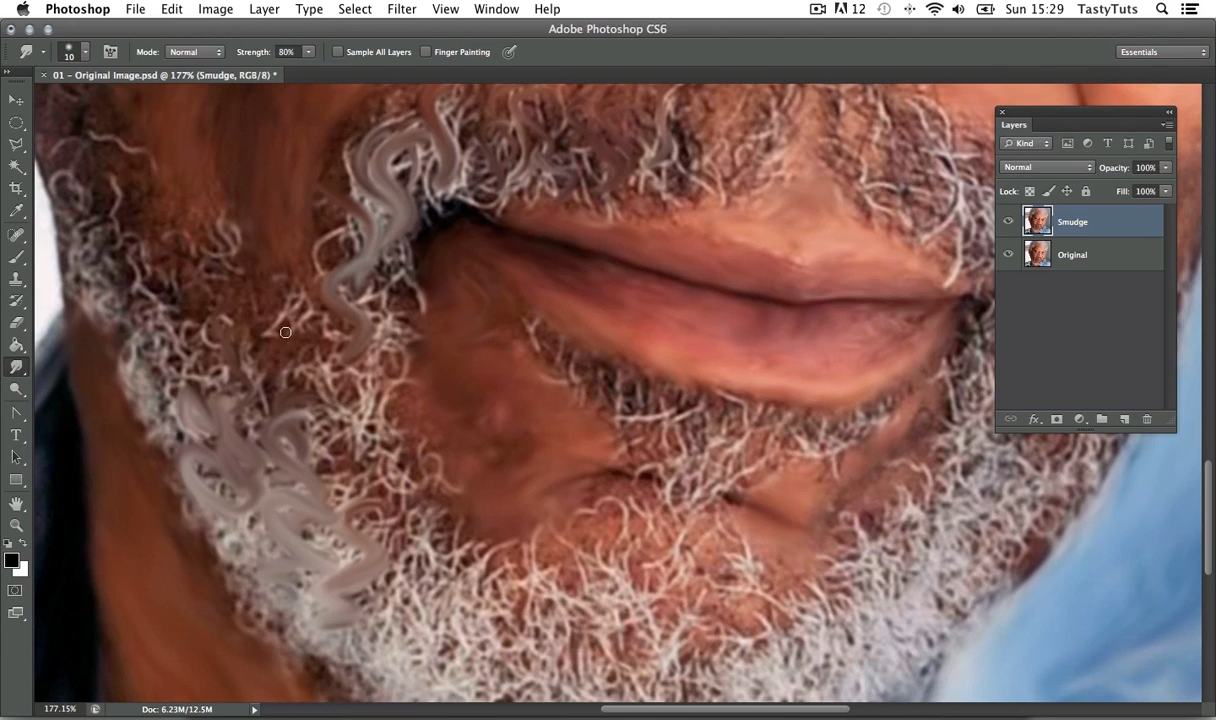 Photoshop File Edit Image Layer Type Select Filter View Window Help 12 Sun 15:29 TastyTuts
Adobe Photoshop CS6
10 Mode: Normal Strength: 80% Sample All Layers Finger Painting Essentials
01 - Original Image.psd @ 177% (Smudge, RGB/8) *
Layers
Kind
Normal Opacity: 100%
Lock: Fill: 100%
Smudge
Original
fx
177.15% Doc: 6.23M/12.5M